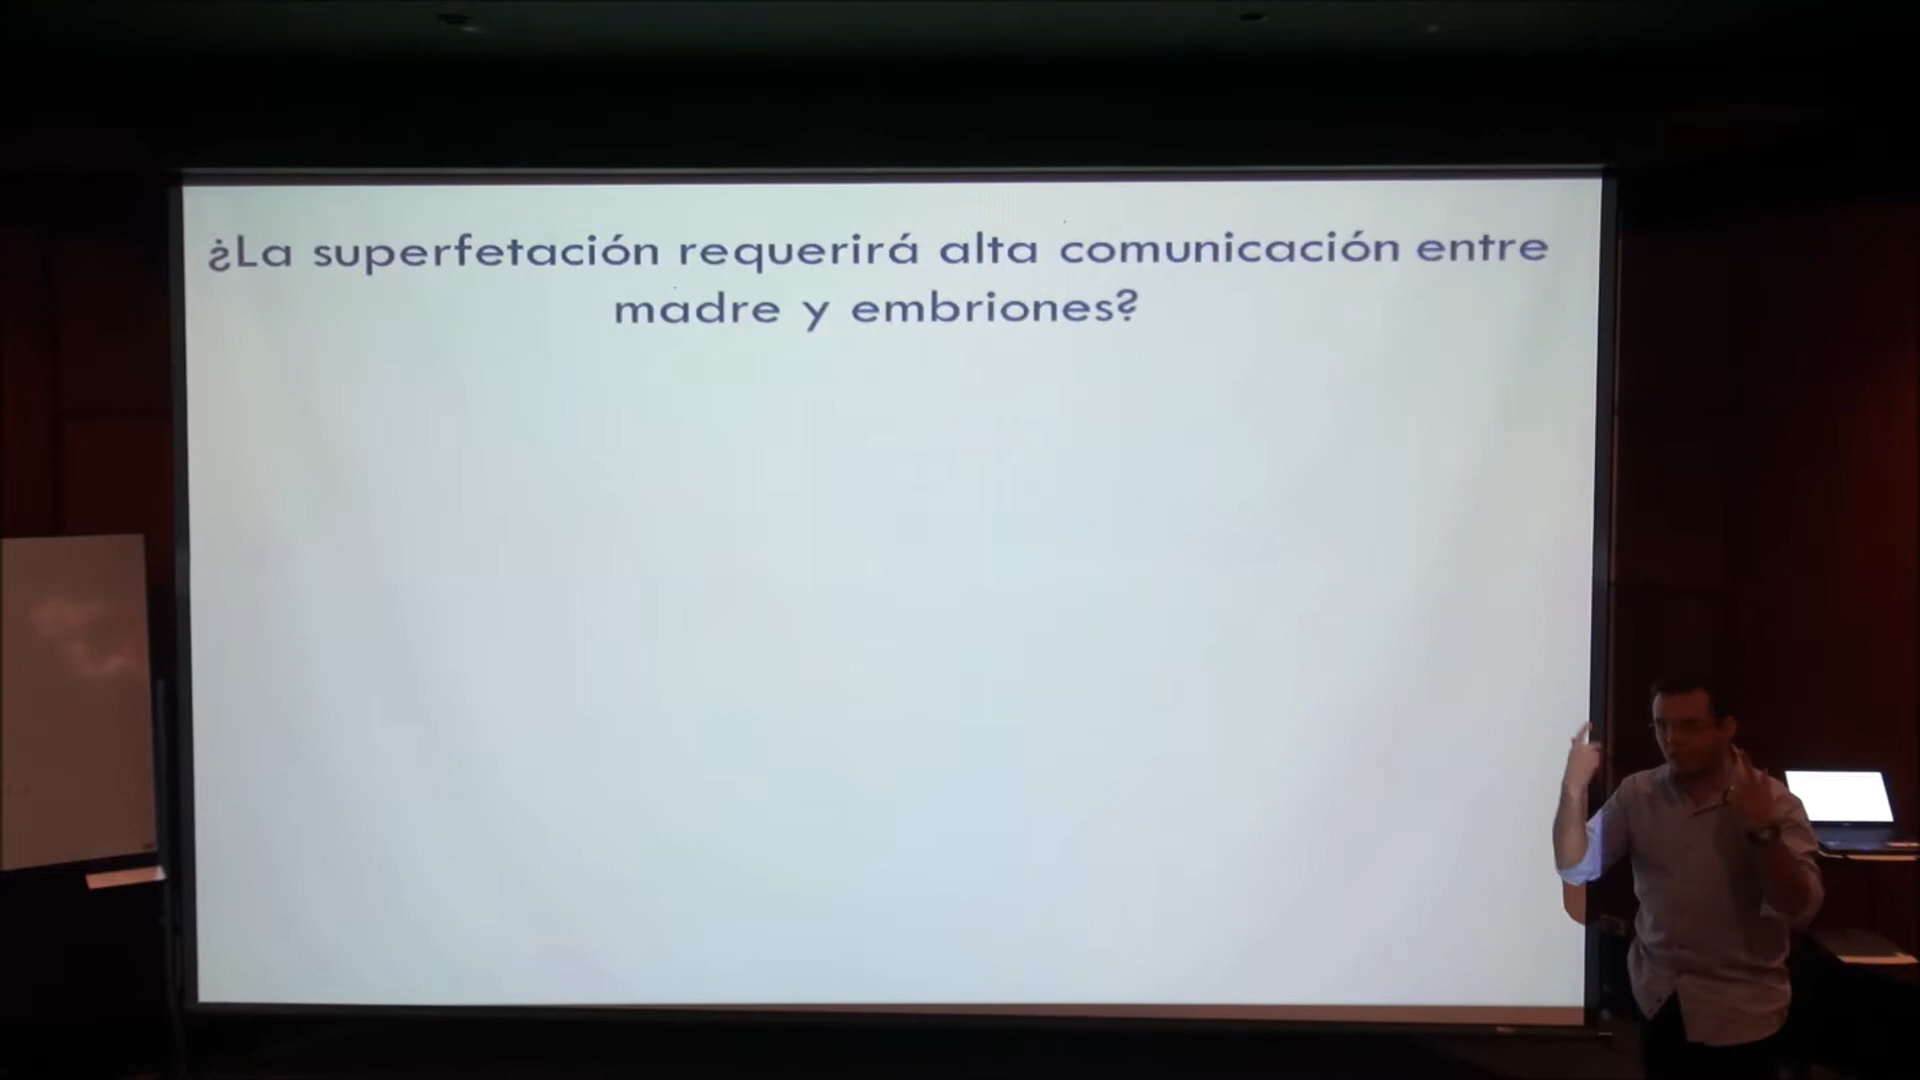 ¿La superfetación requerirá alta comunicación entre
madre y embriones?